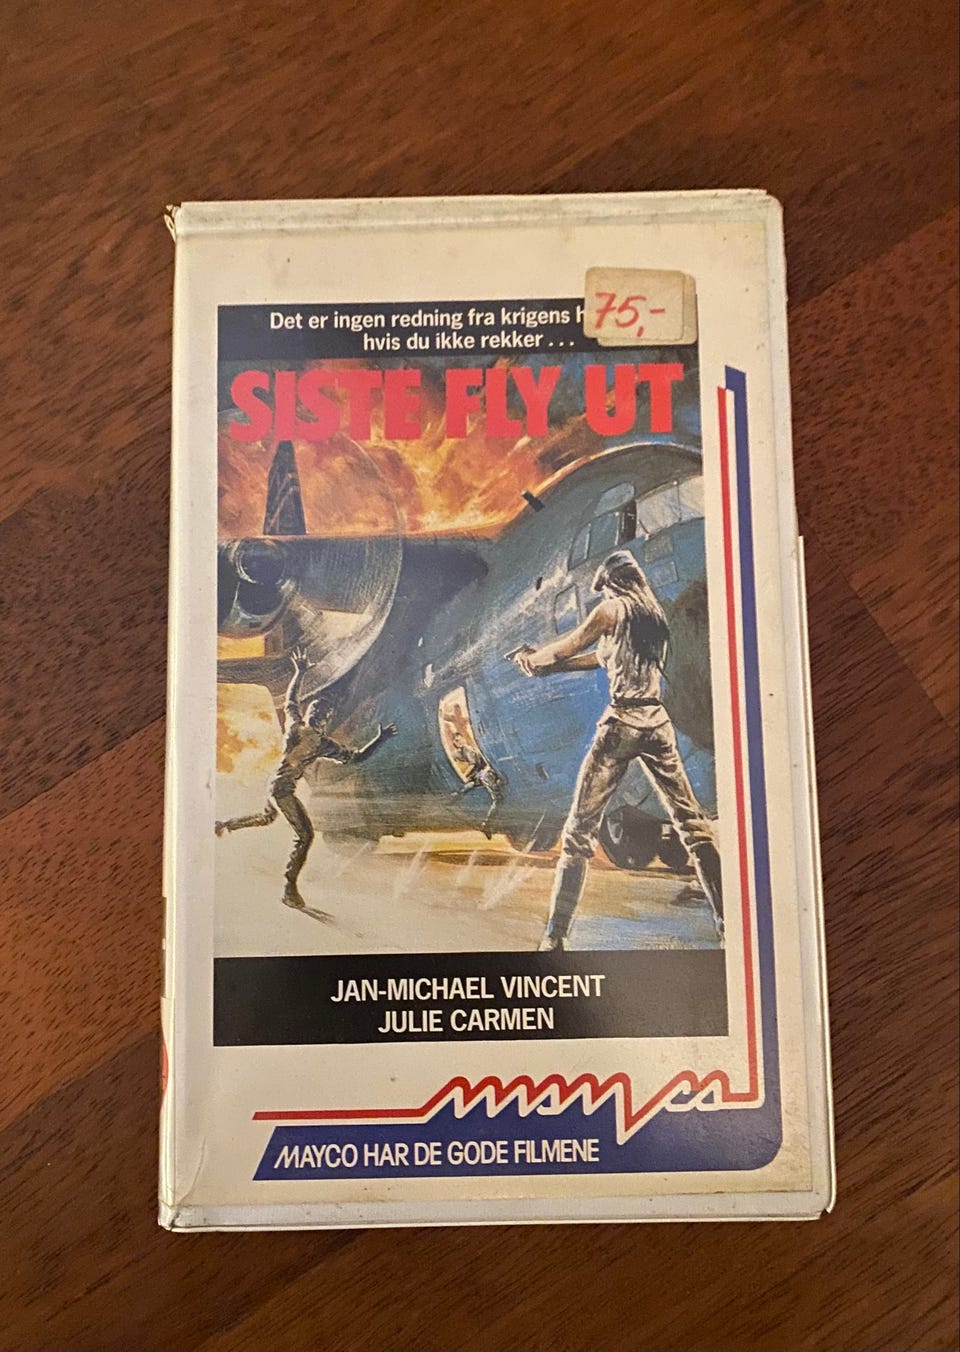 Det er ingen redning fra krigens
75,-
hvis du ikke rekker . . .
SISTE FLY UT
JAN-MICHAEL VINCENT
JULIE CARMEN
mayco
MAYCO HAR DE GODE FILMENE